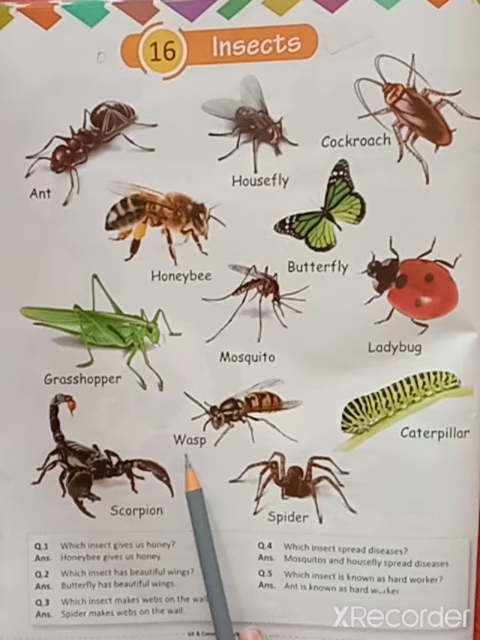 16 Insects
Ant
Housefly
Cockroach
Honeybee
Butterfly
Mosquito
Ladybug
Grasshopper
Wasp
Caterpillar
Scorpion
Spider
Q.1 Which insect gives us honey?
Ans. Honeybee gives us honey.
Q.2 Which insect has beautiful wings?
Ans. Butterfly has beautiful wings.
Q.3 Which insect makes webs on the
Ans. Spider makes webs on the wall.
Q.4 Which insect spread diseases?
Ans. Mosquitos and housefly spread diseases.
Q.5 Which insect is known as hard worker?
Ans. Ant is known as hard worker
XRecorder